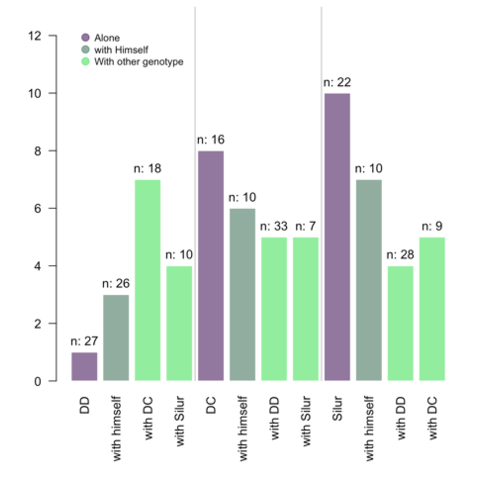 12
10
8
6
4
2
0
Alone
with Himself
With other genotype
n: 27
n: 26
n: 18
n: 10
n: 16
n: 10
n: 33
n: 7
n: 22
n: 10
n: 28
n: 9
DD
with himself
with DC
with Silur
DC
with himself
with DD
with Silur
Silur
with himself
with DD
with DC